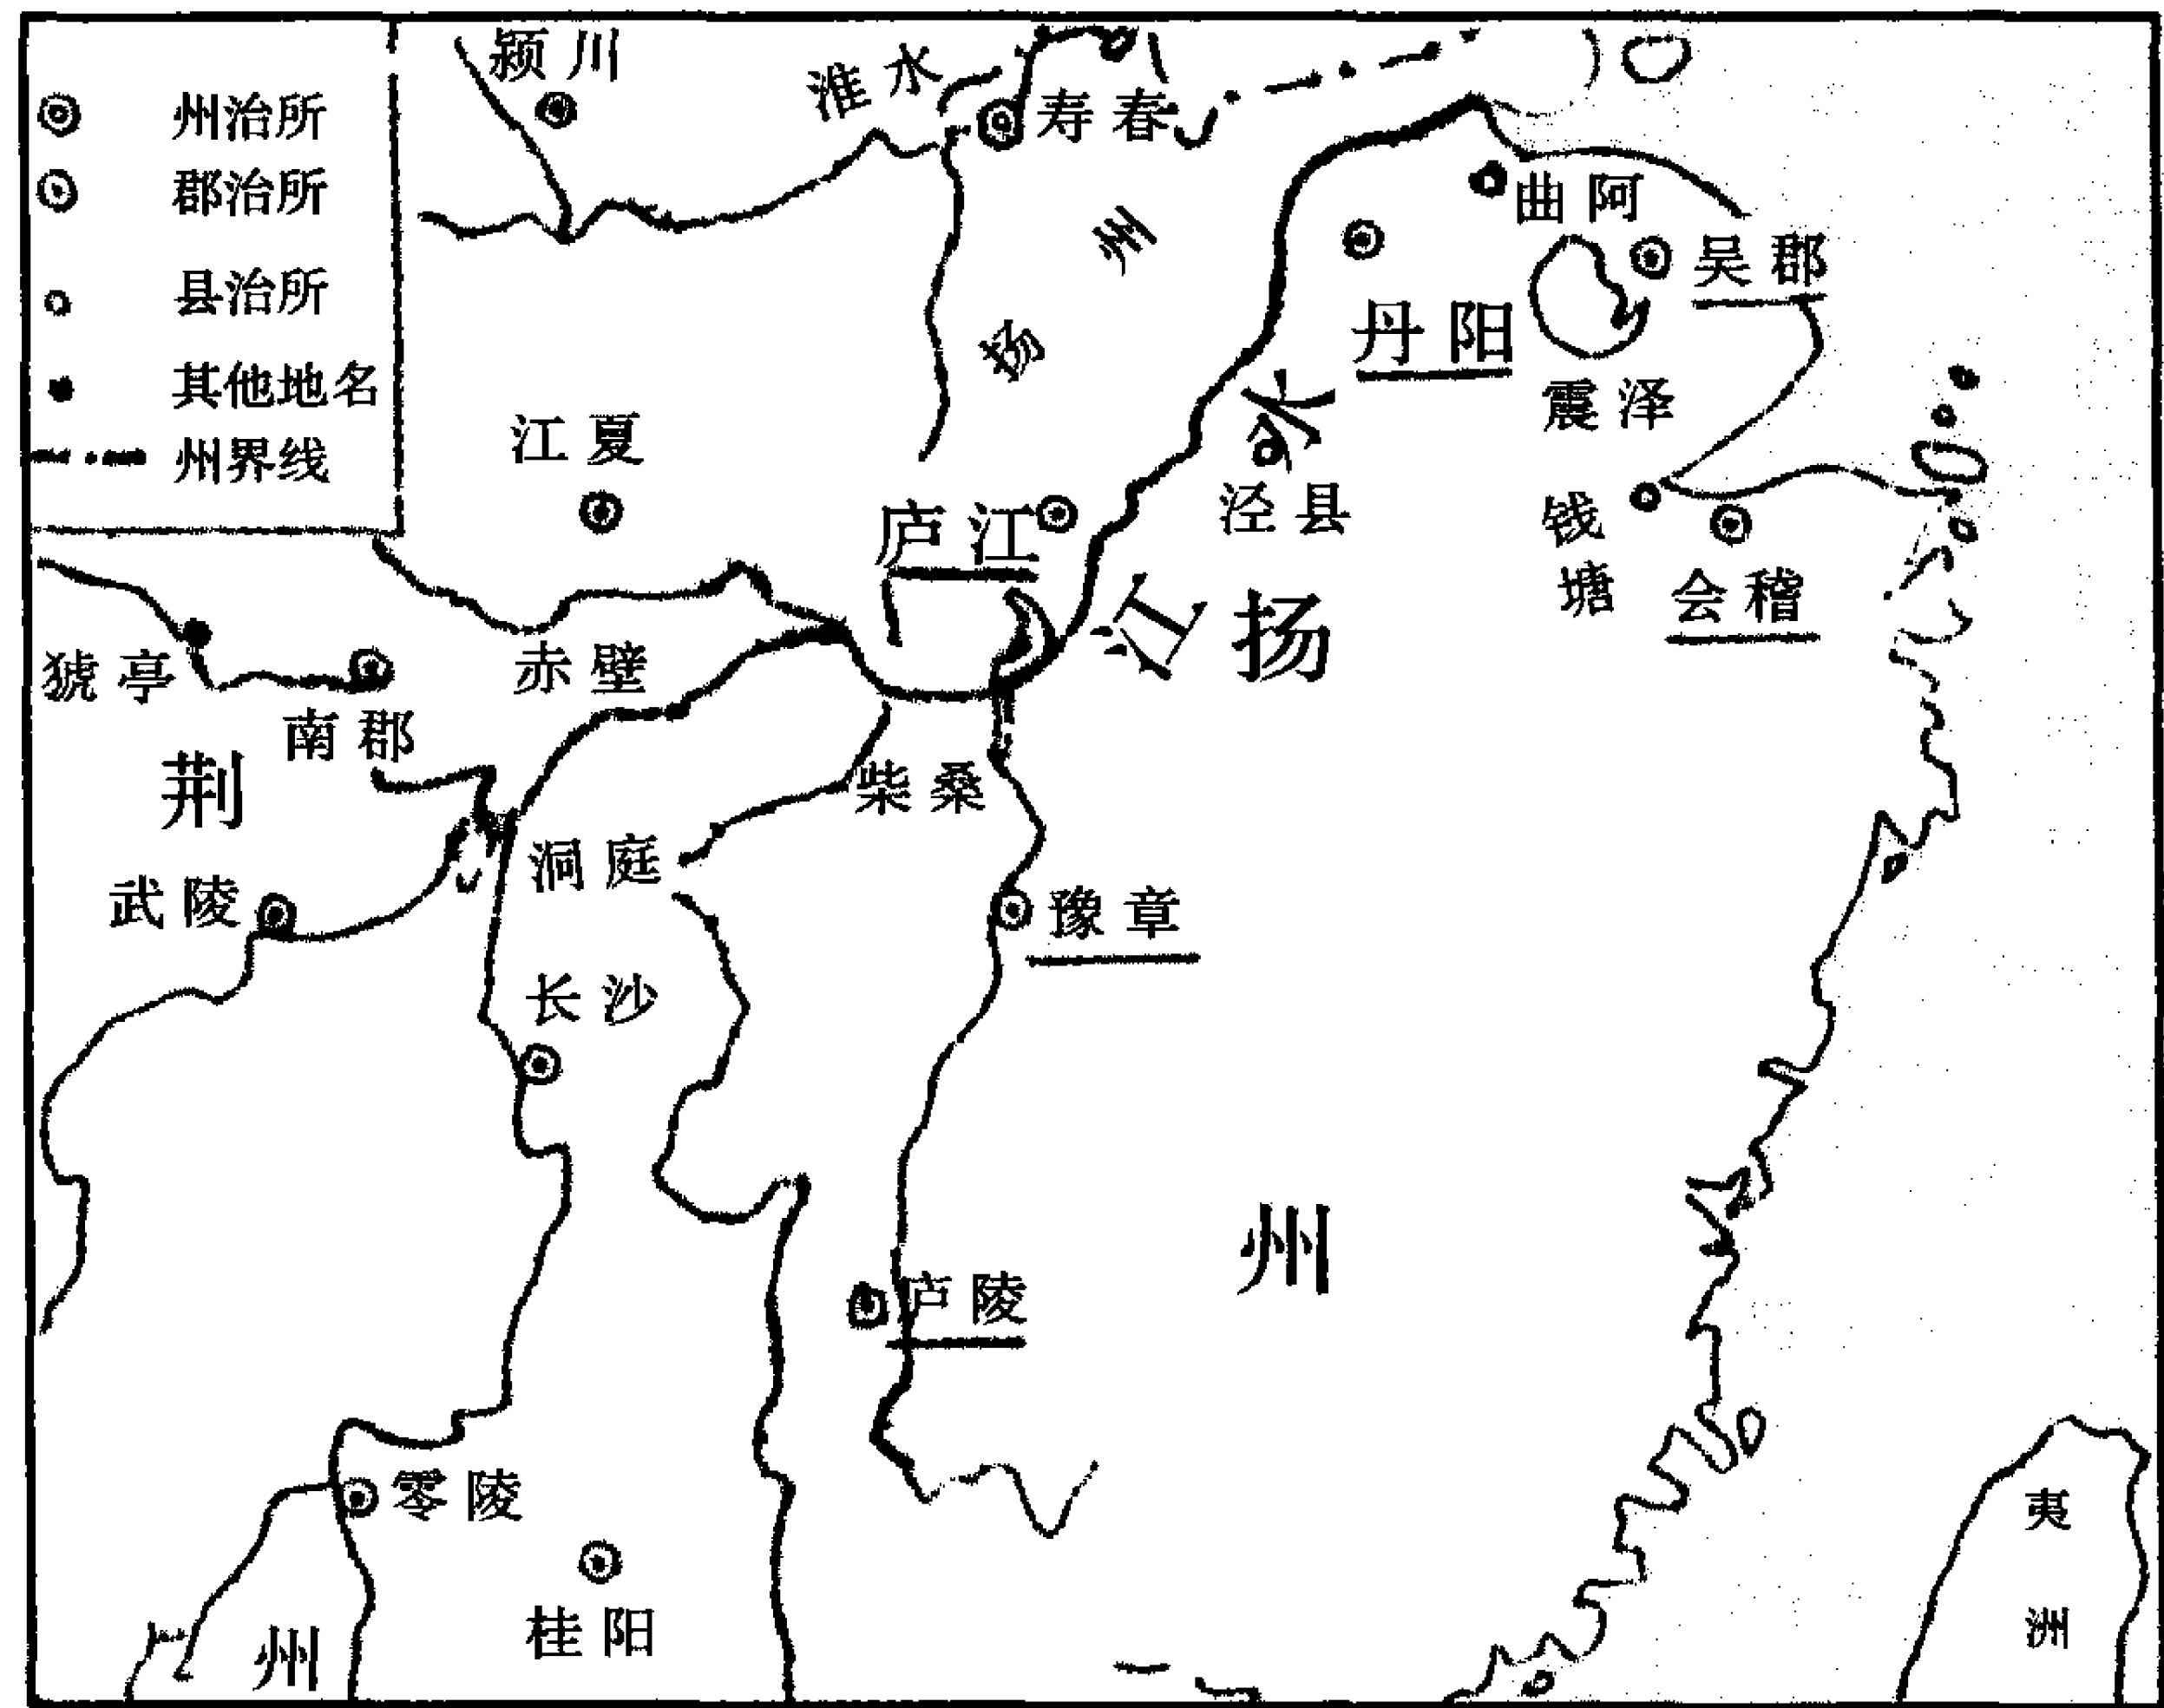 州治所
郡治所
县治所
其他地名
州界线
颍川
淮水
寿春
扬州
曲阿
吴郡
丹阳
震泽
江夏
庐江
江水
泾县
钱塘
会稽
猇亭
南郡
赤壁
荆州
柴桑
洞庭
武陵
豫章
长沙
扬州
庐陵
零陵
桂阳
夷洲